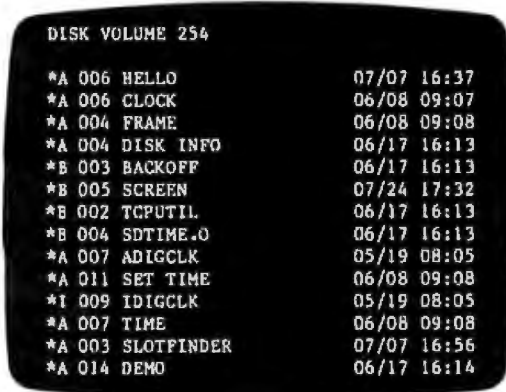 DISK VOLUME 254
*A 006 HELLO 07/07 16:37
*A 006 CLOCK 06/08 09:07
*A 004 FRAME 06/08 09:08
*A 004 DISK INFO 06/17 16:13
*B 003 BACKOFF 06/17 16:13
*B 005 SCREEN 07/24 17:32
*B 002 TCPUTIL 06/17 16:13
*B 004 SDTIME.O 06/17 16:13
*A 007 ADIGCLK 05/19 08:05
*A 011 SET TIME 06/08 09:08
*I 009 IDIGCLK 05/19 08:05
*A 007 TIME 06/08 09:08
*A 003 SLOTFINDER 07/07 16:56
*A 014 DEMO 06/17 16:14